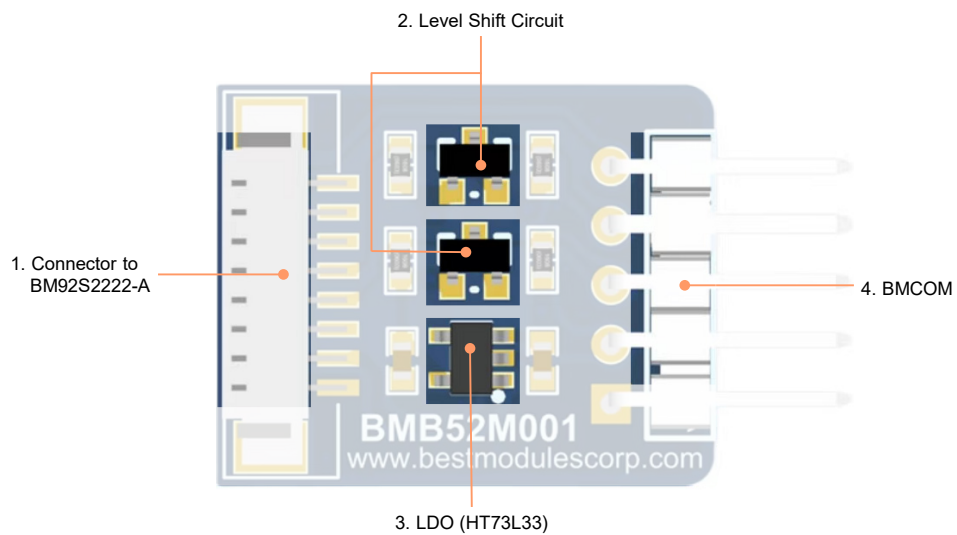 2. Level Shift Circuit
1. Connector to
BM92S2222-A
4. BMCOM
BMB52M001
www.bestmodulescorp.com
3. LDO (HT73L33)